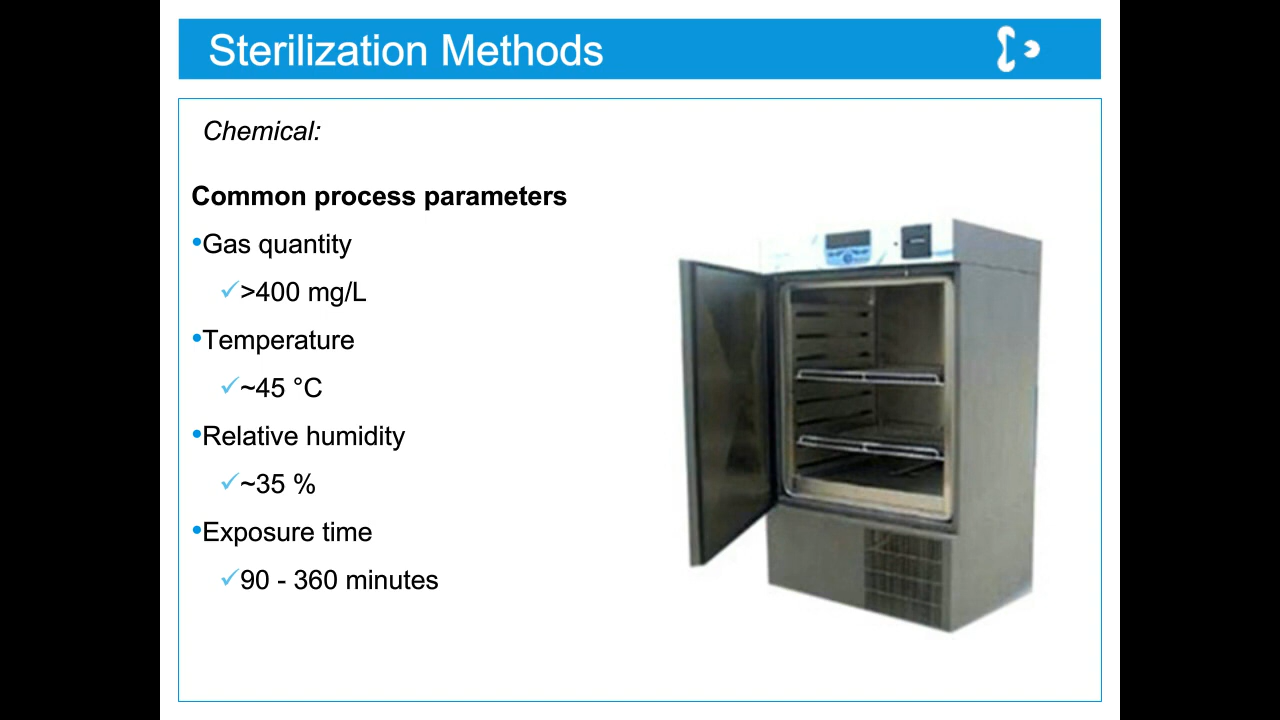 Sterilization Methods
Chemical:
Common process parameters
•Gas quantity
✓>400 mg/L
•Temperature
✓~45 °C
•Relative humidity
✓~35 %
•Exposure time
✓90 - 360 minutes